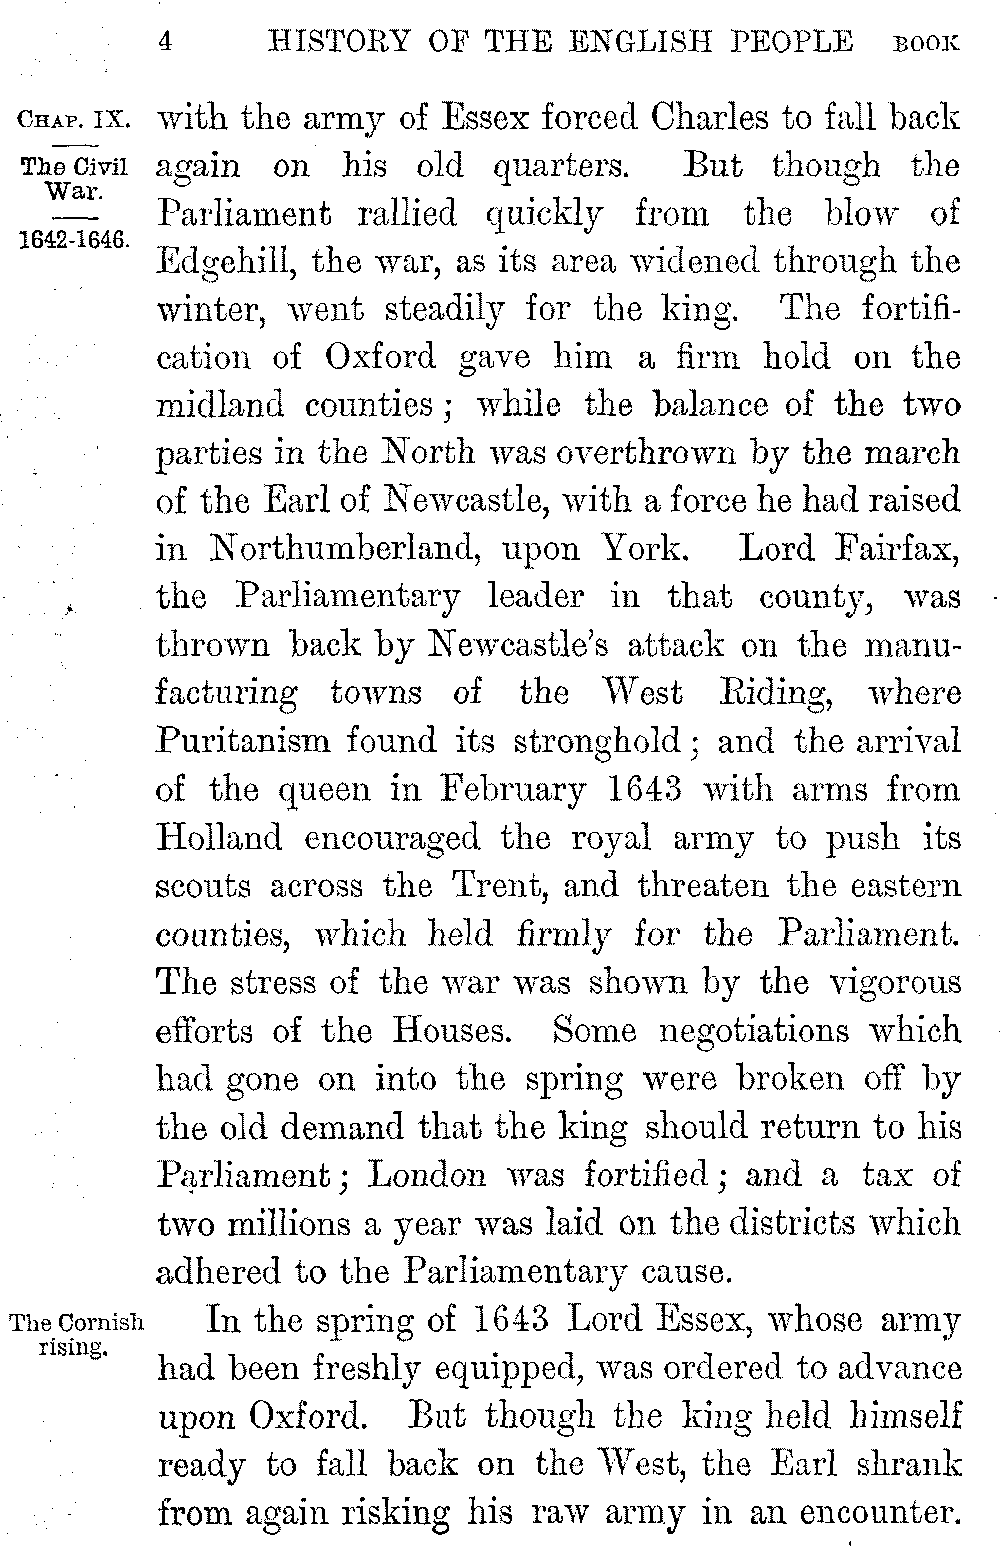 4 HISTORY OF THE ENGLISH PEOPLE BOOK
CHAP. IX.
The Civil
War.
1642-1646.
with the army of Essex forced Charles to fall back
again on his old quarters. But though the
Parliament rallied quickly from the blow of
Edgehill, the war, as its area widened through the
winter, went steadily for the king. The fortifi-
cation of Oxford gave him a firm hold on the
midland counties; while the balance of the two
parties in the North was overthrown by the march
of the Earl of Newcastle, with a force he had raised
in Northumberland, upon York. Lord Fairfax,
the Parliamentary leader in that county, was
thrown back by Newcastle's attack on the manu-
facturing towns of the West Riding, where
Puritanism found its stronghold; and the arrival
of the queen in February 1643 with arms from
Holland encouraged the royal army to push its
scouts across the Trent, and threaten the eastern
counties, which held firmly for the Parliament.
The stress of the war was shown by the vigorous
efforts of the Houses. Some negotiations which
had gone on into the spring were broken off by
the old demand that the king should return to his
Parliament; London was fortified; and a tax of
two millions a year was laid on the districts which
adhered to the Parliamentary cause.
The Cornish
rising.
In the spring of 1643 Lord Essex, whose army
had been freshly equipped, was ordered to advance
upon Oxford. But though the king held himself
ready to fall back on the West, the Earl shrank
from again risking his raw army in an encounter.